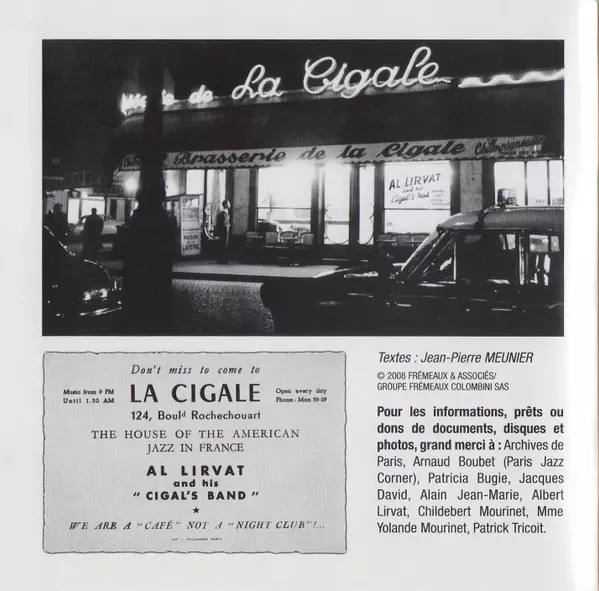 de La Cigale
Brasserie de la Cigale
AL LIRVAT
and his
Cigal's band
Don't miss to come to
Music from 9 PM
Until 1.30 AM
LA CIGALE
Open every day
Phone: Mon 59-29
124, Boulᵈ Rochechouart
THE HOUSE OF THE AMERICAN
JAZZ IN FRANCE
AL LIRVAT
and his
"CIGAL'S BAND"
WE ARE A "CAFÉ" NOT A "NIGHT CLUB"!...
Textes : Jean-Pierre MEUNIER
© 2008 FRÉMEAUX & ASSOCIÉS/
GROUPE FRÉMEAUX COLOMBINI SAS
Pour les informations, prêts ou
dons de documents, disques et
photos, grand merci à : Archives de
Paris, Arnaud Boubet (Paris Jazz
Corner), Patricia Bugie, Jacques
David, Alain Jean-Marie, Albert
Lirvat, Childebert Mourinet, Mme
Yolande Mourinet, Patrick Tricoit.